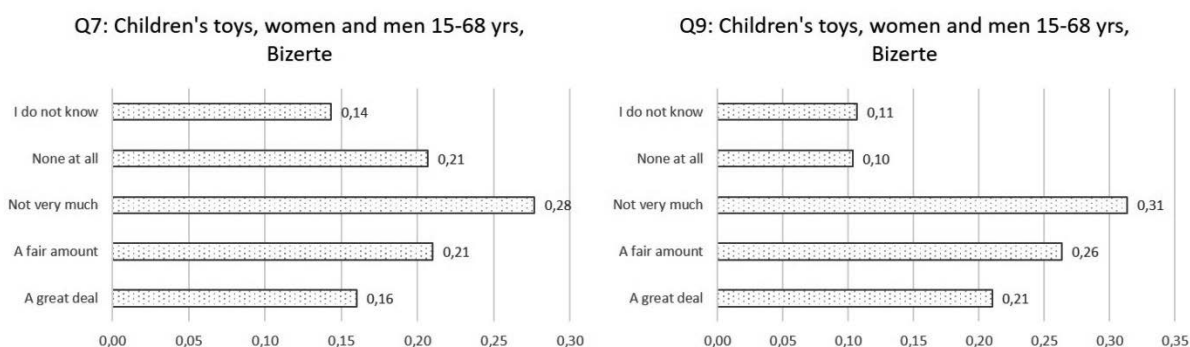 Q7: Children's toys, women and men 15-68 yrs,
Bizerte
I do not know
0,14
None at all
0,21
Not very much
0,28
A fair amount
0,21
A great deal
0,16
0,00 0,05 0,10 0,15 0,20 0,25 0,30
Q9: Children's toys, women and men 15-68 yrs,
Bizerte
I do not know
0,11
None at all
0,10
Not very much
0,31
A fair amount
0,26
A great deal
0,21
0,00 0,05 0,10 0,15 0,20 0,25 0,30 0,35